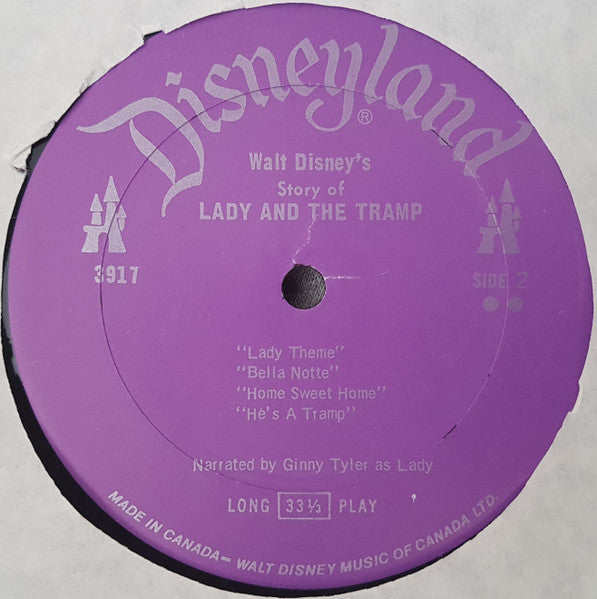 Disneyland®
Walt Disney's
Story of
LADY AND THE TRAMP
3917
SIDE 2
"Lady Theme"
"Bella Notte"
"Home Sweet Home"
"He's A Tramp"
Narrated by Ginny Tyler as Lady
LONG 33⅓ PLAY
MADE IN CANADA— WALT DISNEY MUSIC OF CANADA LTD.